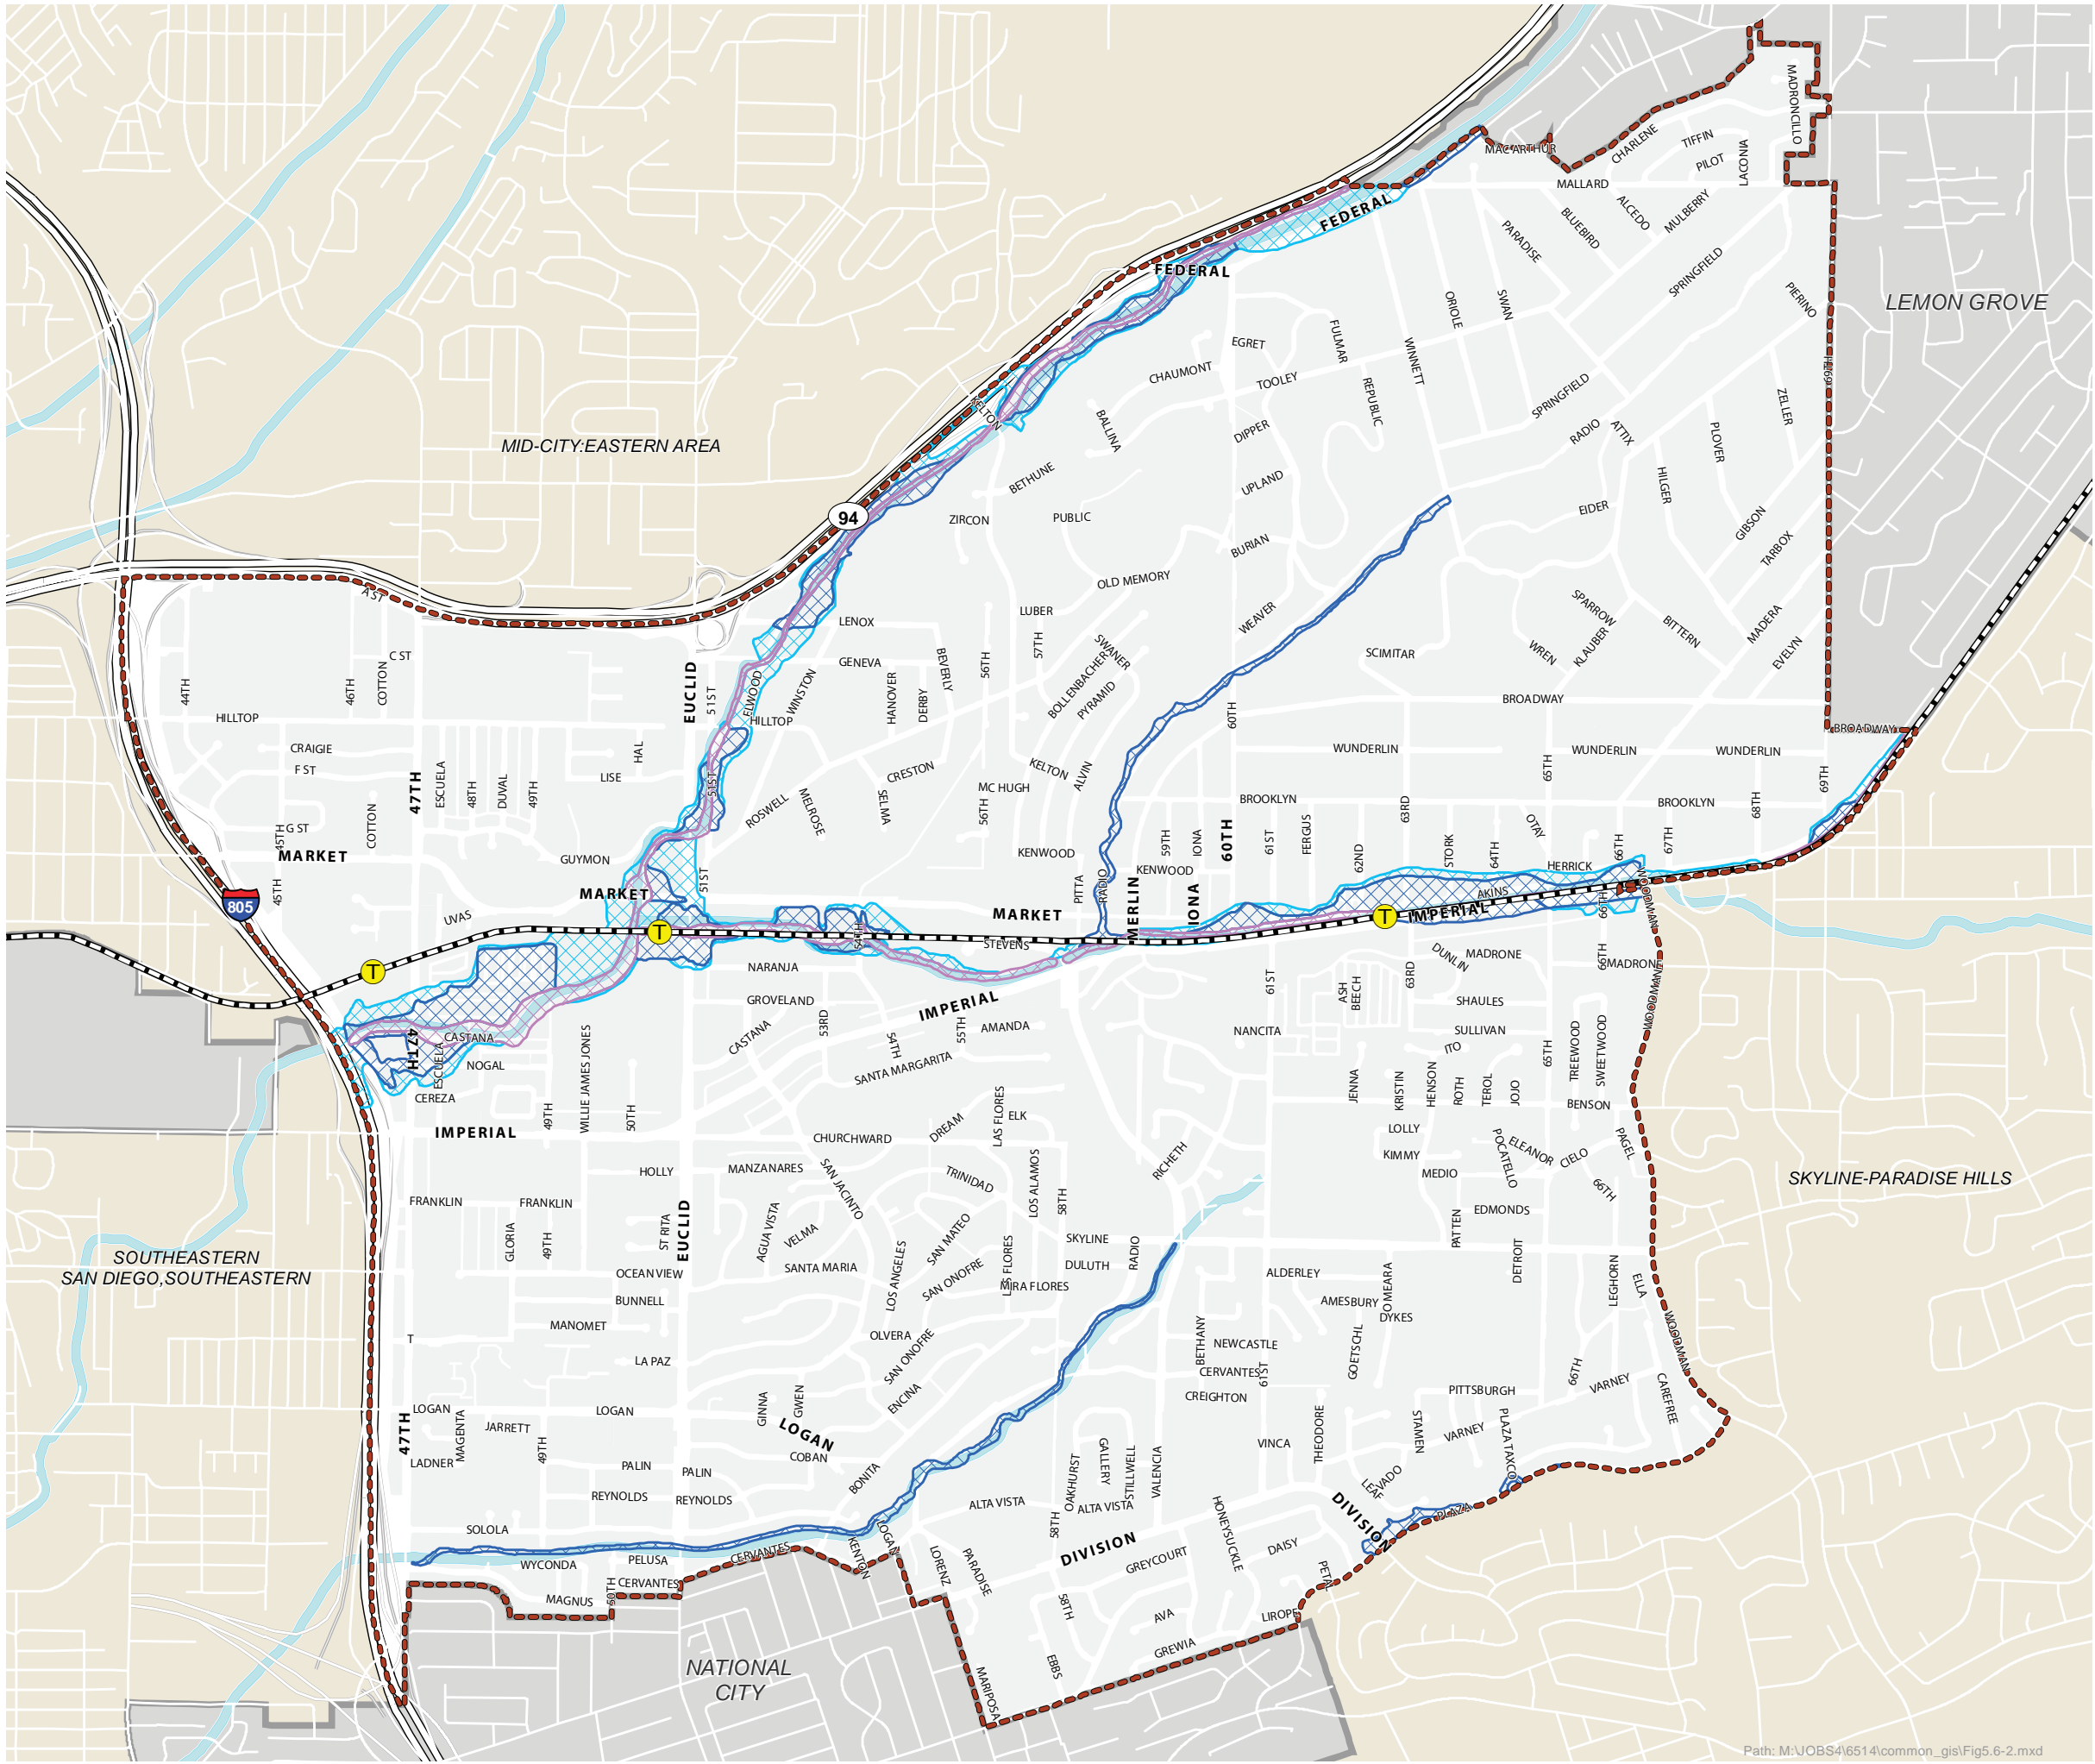 MADRONCILLO
MAC ARTHUR
CHARLENE
TIFFIN
PILOT
LACONIA
MALLARD
ALCEDO
MULBERRY
BLUEBIRD
PARADISE
FEDERAL
FEDERAL
SPRINGFIELD
PIERINO
LEMON GROVE
ORIOLE
SWAN
EGRET
FULMAR
WINNETT
CHAUMONT
TOOLEY
REPUBLIC
SPRINGFIELD
69TH
ZELLER
KELTON
BALLINA
DIPPER
RADIO
ATTIX
PLOVER
MID-CITY:EASTERN AREA
BETHUNE
UPLAND
HILGER
94
ZIRCON
PUBLIC
EIDER
GIBSON
TARBOX
BURIAN
OLD MEMORY
A ST
LENOX
LUBER
WEAVER
SPARROW
BITTERN
MADERA
C ST
GENEVA
BEVERLY
56TH
57TH
SWANER
BOLLENBACHER
PYRAMID
SCIMITAR
WREN
KLAUBER
EVELYN
44TH
46TH
COTTON
EUCLID
51ST
ELWOOD
WINSTON
HANOVER
DERBY
60TH
BROADWAY
HILLTOP
HILLTOP
BROADWAY
CRAIGIE
F ST
HAL
LISE
WUNDERLIN
WUNDERLIN
WUNDERLIN
47TH
ESCUELA
48TH
DUVAL
49TH
51ST
CRESTON
KELTON
ALVIN
65TH
69TH
MC HUGH
SELMA
56TH
ROSWELL
MELROSE
BROOKLYN
63RD
BROOKLYN
68TH
COTTON
G ST
45TH
MARKET
GUYMON
KENWOOD
KENWOOD
59TH
IONA
60TH
61ST
FERGUS
62ND
STORK
64TH
OTAY
HERRICK
66TH
67TH
805
45TH
MARKET
51ST
UVAS
MARKET
PITTA
RADIO
MERLIN
IONA
AKINS
IMPERIAL
66TH
WOODMAN
T
T
T
STEVENS
54TH
NARANJA
GROVELAND
CASTANA
53RD
IMPERIAL
55TH
AMANDA
54TH
SANTA MARGARITA
61ST
NANCITA
ASH
BEECH
63RD
DUNLIN
MADRONE
66TH
MADRONE
WOODMAN
SHAULES
SULLIVAN
ITO
65TH
TREEWOOD
SWEETWOOD
47TH
CASTANA
ESCUELA
NOGAL
CEREZA
WILLIE JAMES JONES
49TH
50TH
IMPERIAL
JENNA
KRISTIN
HENSON
ROTH
TEROL
JOJO
BENSON
LAS FLORES
ELK
DREAM
CHURCHWARD
LOLLY
KIMMY
MEDIO
POCATELLO
ELEANOR
CIELO
PAGEL
66TH
HOLLY
MANZANARES
SAN JACINTO
TRINIDAD
LOS ALAMOS
58TH
RICHETH
SKYLINE-PARADISE HILLS
FRANKLIN
FRANKLIN
GLORIA
49TH
ST RITA
EUCLID
AGUA VISTA
VELMA
SAN MATEO
EDMONDS
PATTEN
DETROIT
SOUTHEASTERN
SAN DIEGO,SOUTHEASTERN
OCEAN VIEW
BUNNELL
SANTA MARIA
LOS ANGELES
SAN ONOFRE
LAS FLORES
MIRA FLORES
SKYLINE
DULUTH
RADIO
ALDERLEY
AMESBURY
OMEARA
DYKES
LEGHORN
ELLA
WOODMAN
T
MANOMET
LA PAZ
OLVERA
SAN ONOFRE
ENCINA
BETHANY
NEWCASTLE
CERVANTES
61ST
CREIGHTON
GOETSCHL
66TH
VARNEY
CAREFREE
PITTSBURGH
LOGAN
47TH
MAGENTA
LADNER
JARRETT
49TH
LOGAN
GINNA
GWEN
LOGAN
COBAN
BONITA
PALIN
PALIN
REYNOLDS
REYNOLDS
VINCA
THEODORE
STAMEN
VARNEY
PLAZA TAXCO
OAKHURST
GALLERY
STILLWELL
VALENCIA
ALTA VISTA
ALTA VISTA
58TH
LEAF
VADO
DIVISION
PLAZA
SOLOLA
WYCONDA
PELUSA
CERVANTES
CERVANTES
50TH
MAGNUS
KENTON
LOGAN
LORENZ
PARADISE
DIVISION
GREYCOURT
HONEYSUCKLE
DAISY
PETAL
58TH
AVA
LIROPE
GREWIA
EBBS
MARIPOSA
NATIONAL
CITY
Path: M:\JOBS4\6514\common_gis\Fig5.6-2.mxd